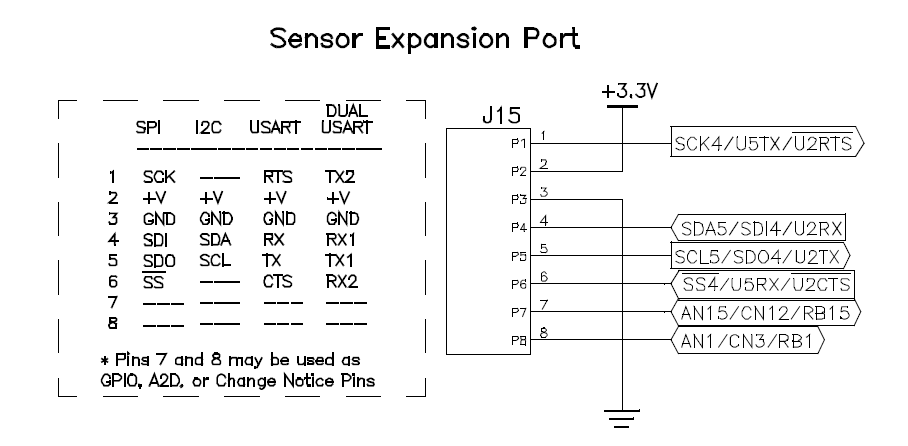 Sensor Expansion Port
DUAL
SPI I2C USART USART
1 SCK --- RTS TX2
2 +V +V +V +V
3 GND GND GND GND
4 SDI SDA RX RX1
5 SDO SCL TX TX1
6 S̅S̅ --- CTS RX2
7 --- --- --- ---
8 --- --- --- ---
* Pins 7 and 8 may be used as
GPIO, A2D, or Change Notice Pins
+3.3V
J15
P1 1 SCK4/U5TX/U̅2̅R̅T̅S̅
P2 2
P3 3
P4 4 SDA5/SDI4/U2RX
P5 5 SCL5/SDO4/U2TX
P6 6 S̅S̅4̅/U5RX/U̅2̅C̅T̅S̅
P7 7 AN15/CN12/RB15
P8 8 AN1/CN3/RB1